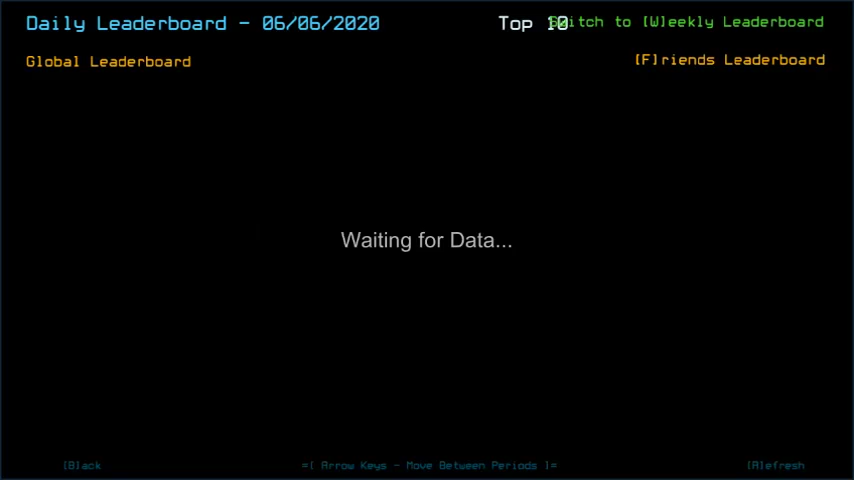 Daily Leaderboard - 06/06/2020
Top 10
Switch to [W]eekly Leaderboard
Global Leaderboard
[F]riends Leaderboard
Waiting for Data...
[B]ack
=[ Arrow Keys - Move Between Periods ]=
[R]efresh